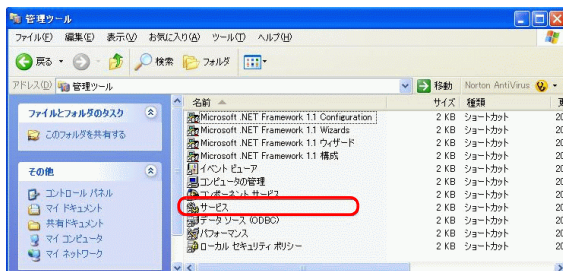 管理ツール
ファイル(F) 編集(E) 表示(V) お気に入り(A) ツール(T) ヘルプ(H)
戻る 検索 フォルダ
アドレス(D) 管理ツール 移動 Norton AntiVirus
ファイルとフォルダのタスク
このフォルダを共有する
その他
コントロール パネル
マイ ドキュメント
共有ドキュメント
マイ コンピュータ
マイ ネットワーク
名前 サイズ 種類
Microsoft .NET Framework 1.1 Configuration 2 KB ショートカット 20
Microsoft .NET Framework 1.1 Wizards 2 KB ショートカット 20
Microsoft .NET Framework 1.1 ウィザード 2 KB ショートカット 20
Microsoft .NET Framework 1.1 構成 2 KB ショートカット 20
イベント ビューア 2 KB ショートカット 20
コンピュータの管理 2 KB ショートカット 20
コンポーネント サービス 2 KB ショートカット 20
サービス 2 KB ショートカット 20
データ ソース (ODBC) 2 KB ショートカット 20
パフォーマンス 2 KB ショートカット 20
ローカル セキュリティ ポリシー 2 KB ショートカット 20